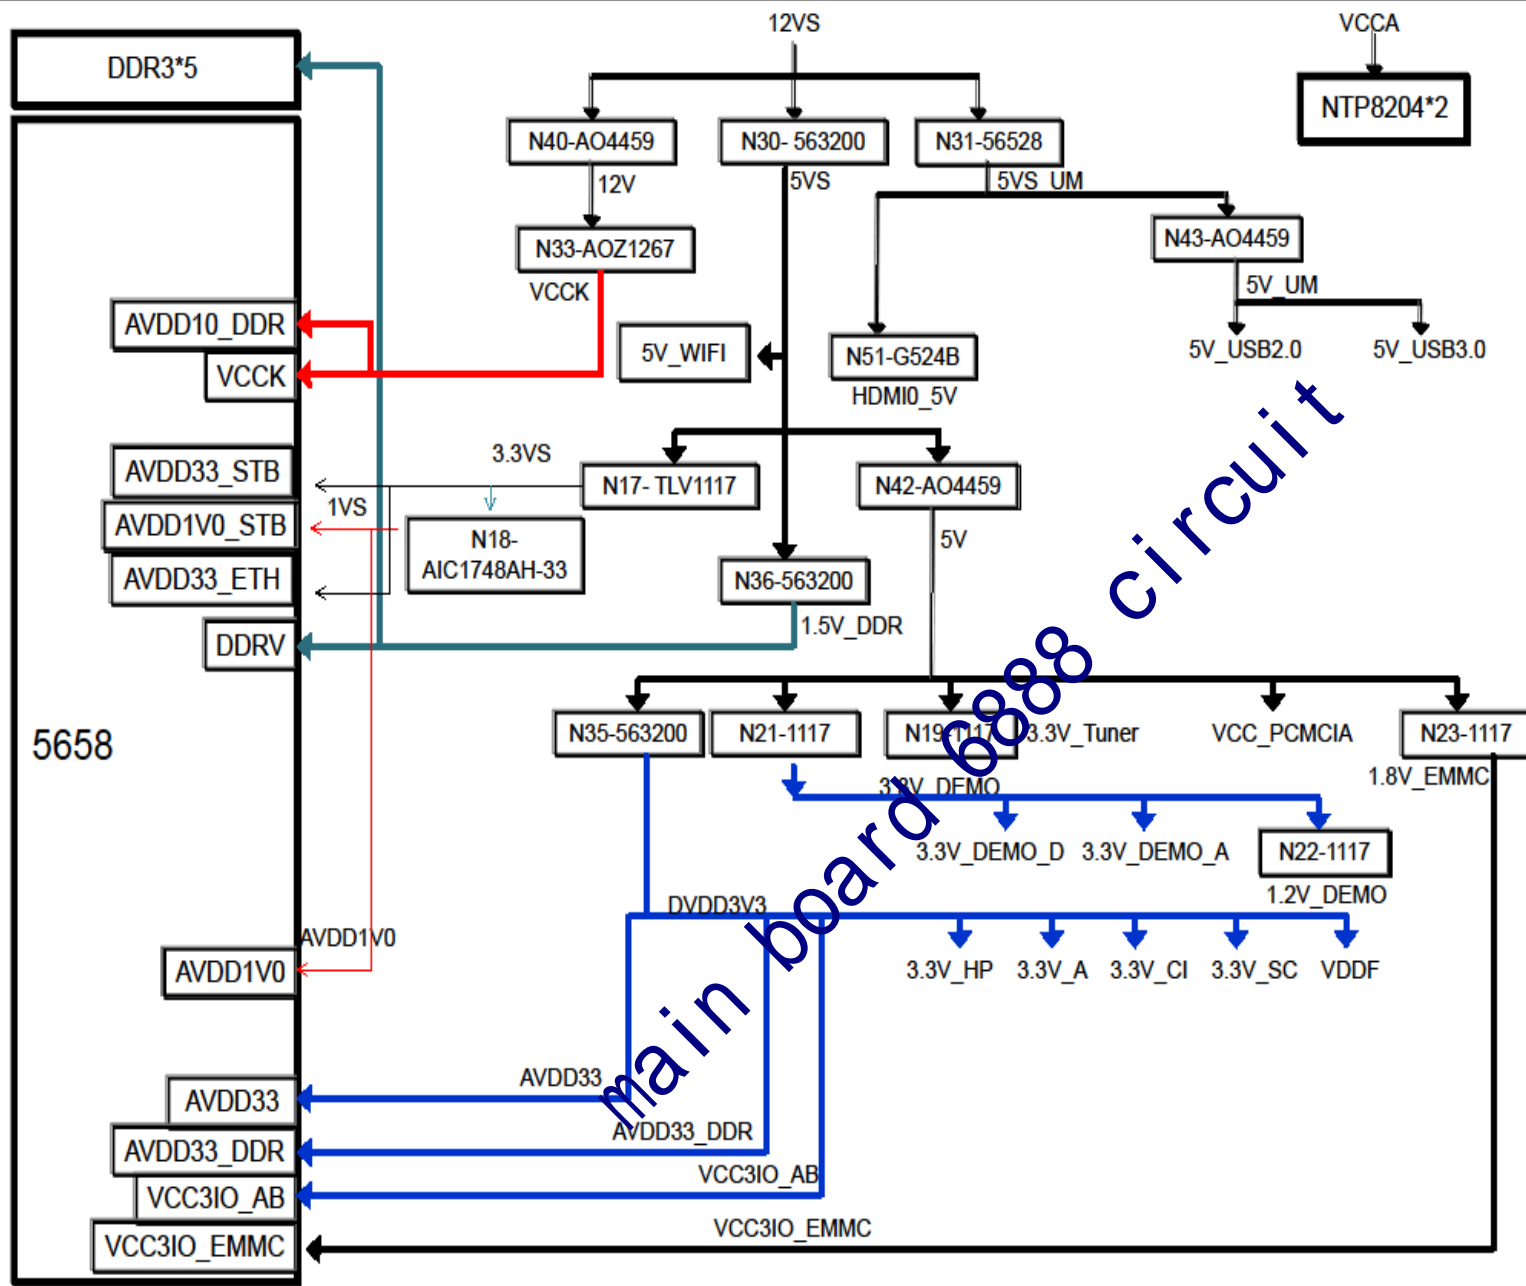 12VS
VCCA
DDR3*5
NTP8204*2
N40-AO4459
N30- 563200
N31-56528
12V
5VS
5VS_UM
N33-AOZ1267
N43-AO4459
VCCK
5V_UM
AVDD10_DDR
5V_WIFI
N51-G524B
5V_USB2.0
5V_USB3.0
VCCK
HDMI0_5V
AVDD33_STB
3.3VS
N17- TLV1117
N42-AO4459
1VS
AVDD1V0_STB
N18-
AIC1748AH-33
5V
AVDD33_ETH
N36-563200
1.5V_DDR
DDRV
5658
N35-563200
N21-1117
N19-1117
3.3V_Tuner
VCC_PCMCIA
N23-1117
1.8V_EMMC
3.3V_DEMO
3.3V_DEMO_D
3.3V_DEMO_A
N22-1117
1.2V_DEMO
DVDD3V3
AVDD1V0
AVDD1V0
3.3V_HP
3.3V_A
3.3V_CI
3.3V_SC
VDDF
main board 6888 circuit
AVDD33
AVDD33
AVDD33_DDR
AVDD33_DDR
VCC3IO_AB
VCC3IO_AB
VCC3IO_EMMC
VCC3IO_EMMC